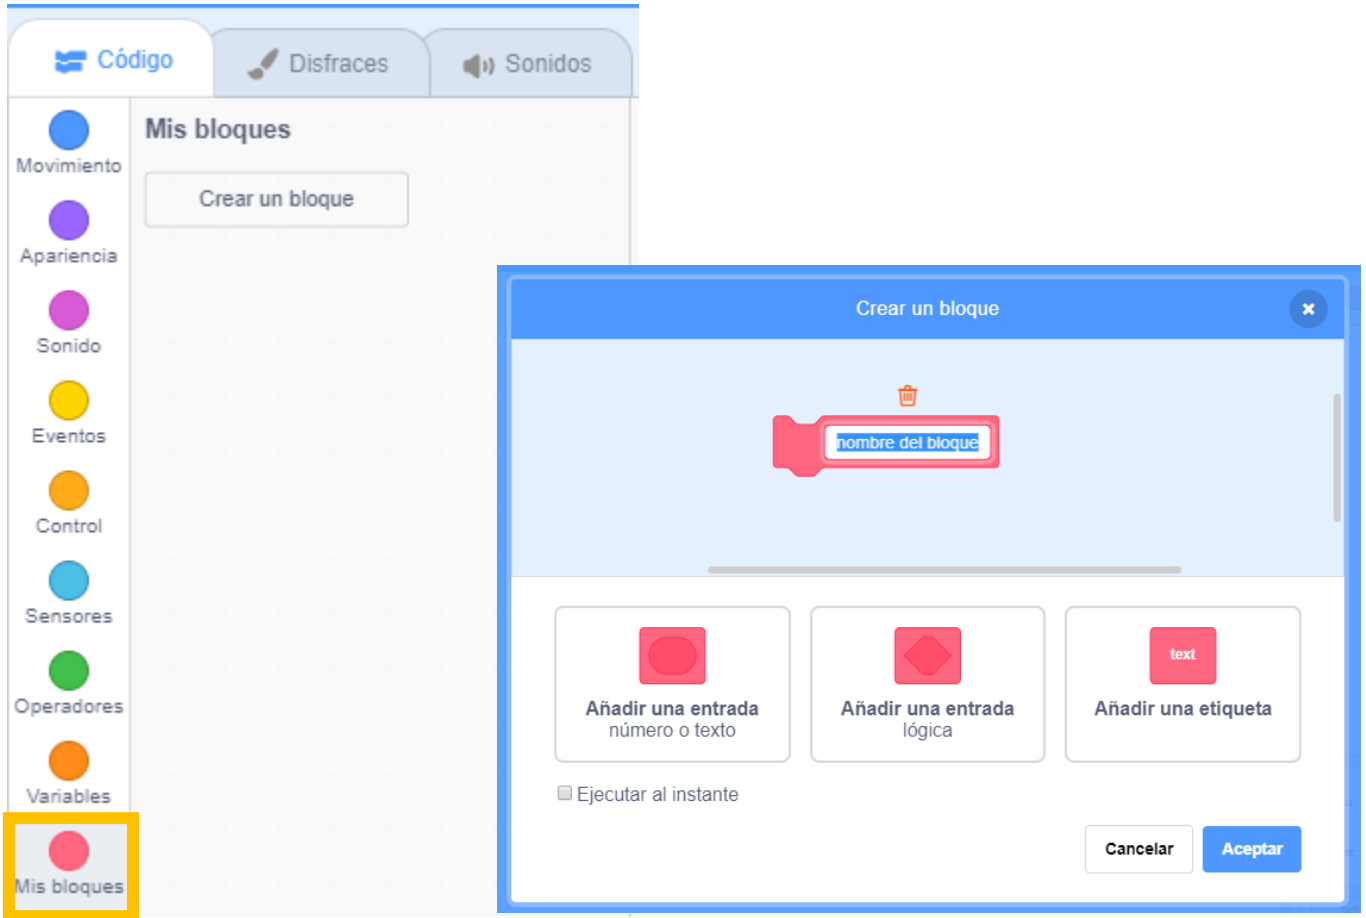 Código
Disfraces
Sonidos
Movimiento
Apariencia
Sonido
Eventos
Control
Sensores
Operadores
Variables
Mis bloques
Mis bloques
Crear un bloque
Crear un bloque
nombre del bloque
Añadir una entrada
número o texto
Añadir una entrada
lógica
text
Añadir una etiqueta
Ejecutar al instante
Cancelar
Aceptar